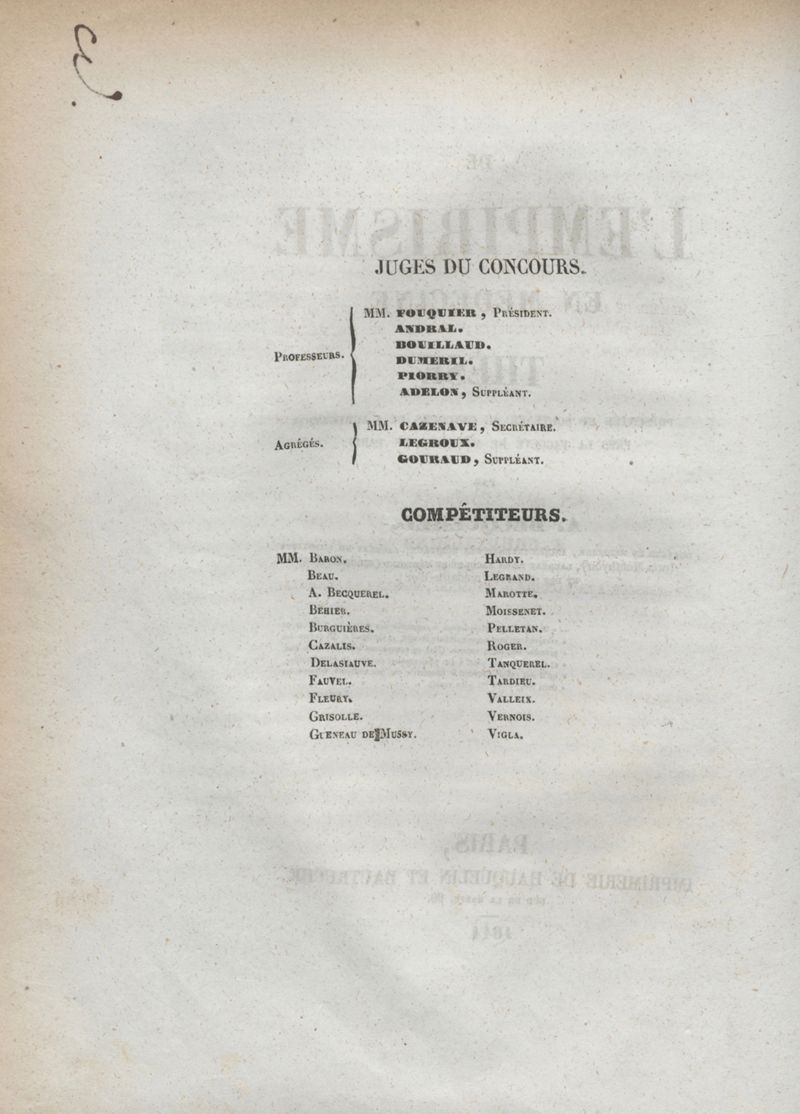 JUGES DU CONCOURS.
PROFESSEURS.
MM. FOUQUIER, PRÉSIDENT.
ANDRAL.
BOUILLAUD.
DUMERIL.
PIORRY.
ADELON, SUPPLÉANT.
AGRÉGÉS.
MM. CAZENAVE, SECRÉTAIRE.
LEGROUX.
GOURAUD, SUPPLÉANT.
COMPÉTITEURS.
MM. BARON.
BEAU.
A. BECQUEREL.
BÉHIER.
BURGUIÈRES.
CAZALIS.
DELASIAUVE.
FAUVEL.
FLEURY.
GRISOLLE.
GUENEAU DE MUSSY.
HARDY.
LEGRAND.
MAROTTE.
MOISSENET.
PELLETAN.
ROGER.
TANQUEREL.
TARDIEU.
VALLEIX.
VERNOIS.
VIGLA.